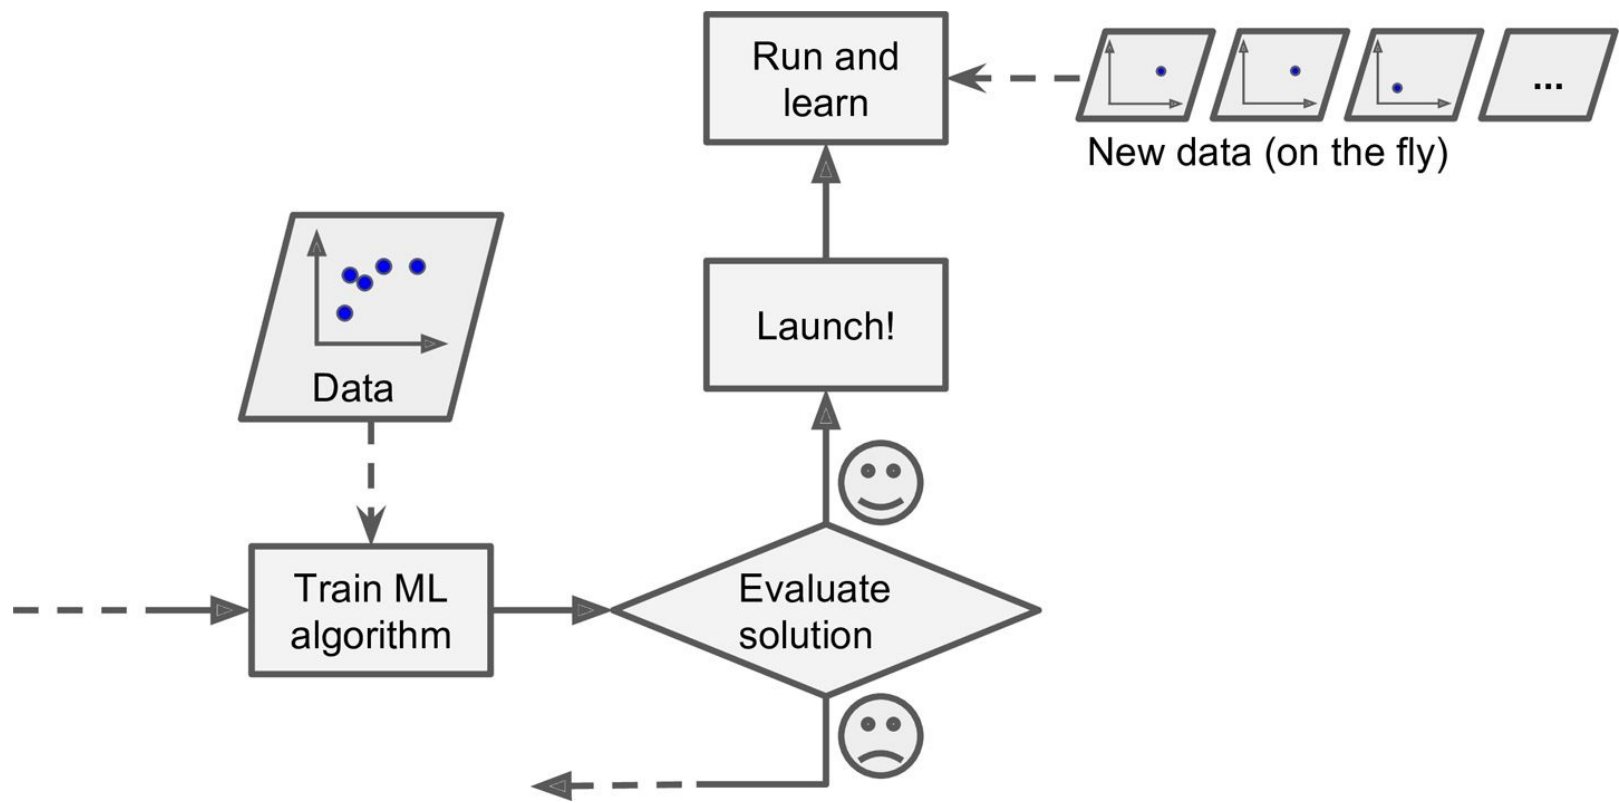 Run and
learn
...
New data (on the fly)
Launch!
Data
Train ML
algorithm
Evaluate
solution